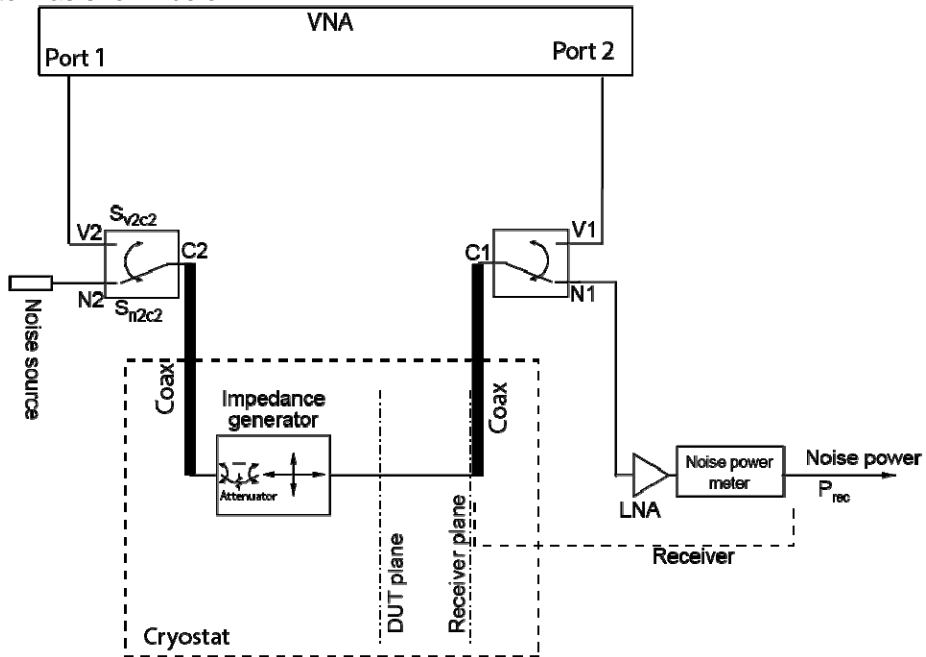 VNA
Port 1
Port 2
S_v2c2
V2
C2
N2
S_n2c2
Noise source
C1
V1
N1
Coax
Coax
Impedance
generator
Attenuator
DUT plane
Receiver plane
LNA
Noise power
meter
Noise power
P_rec
Receiver
Cryostat